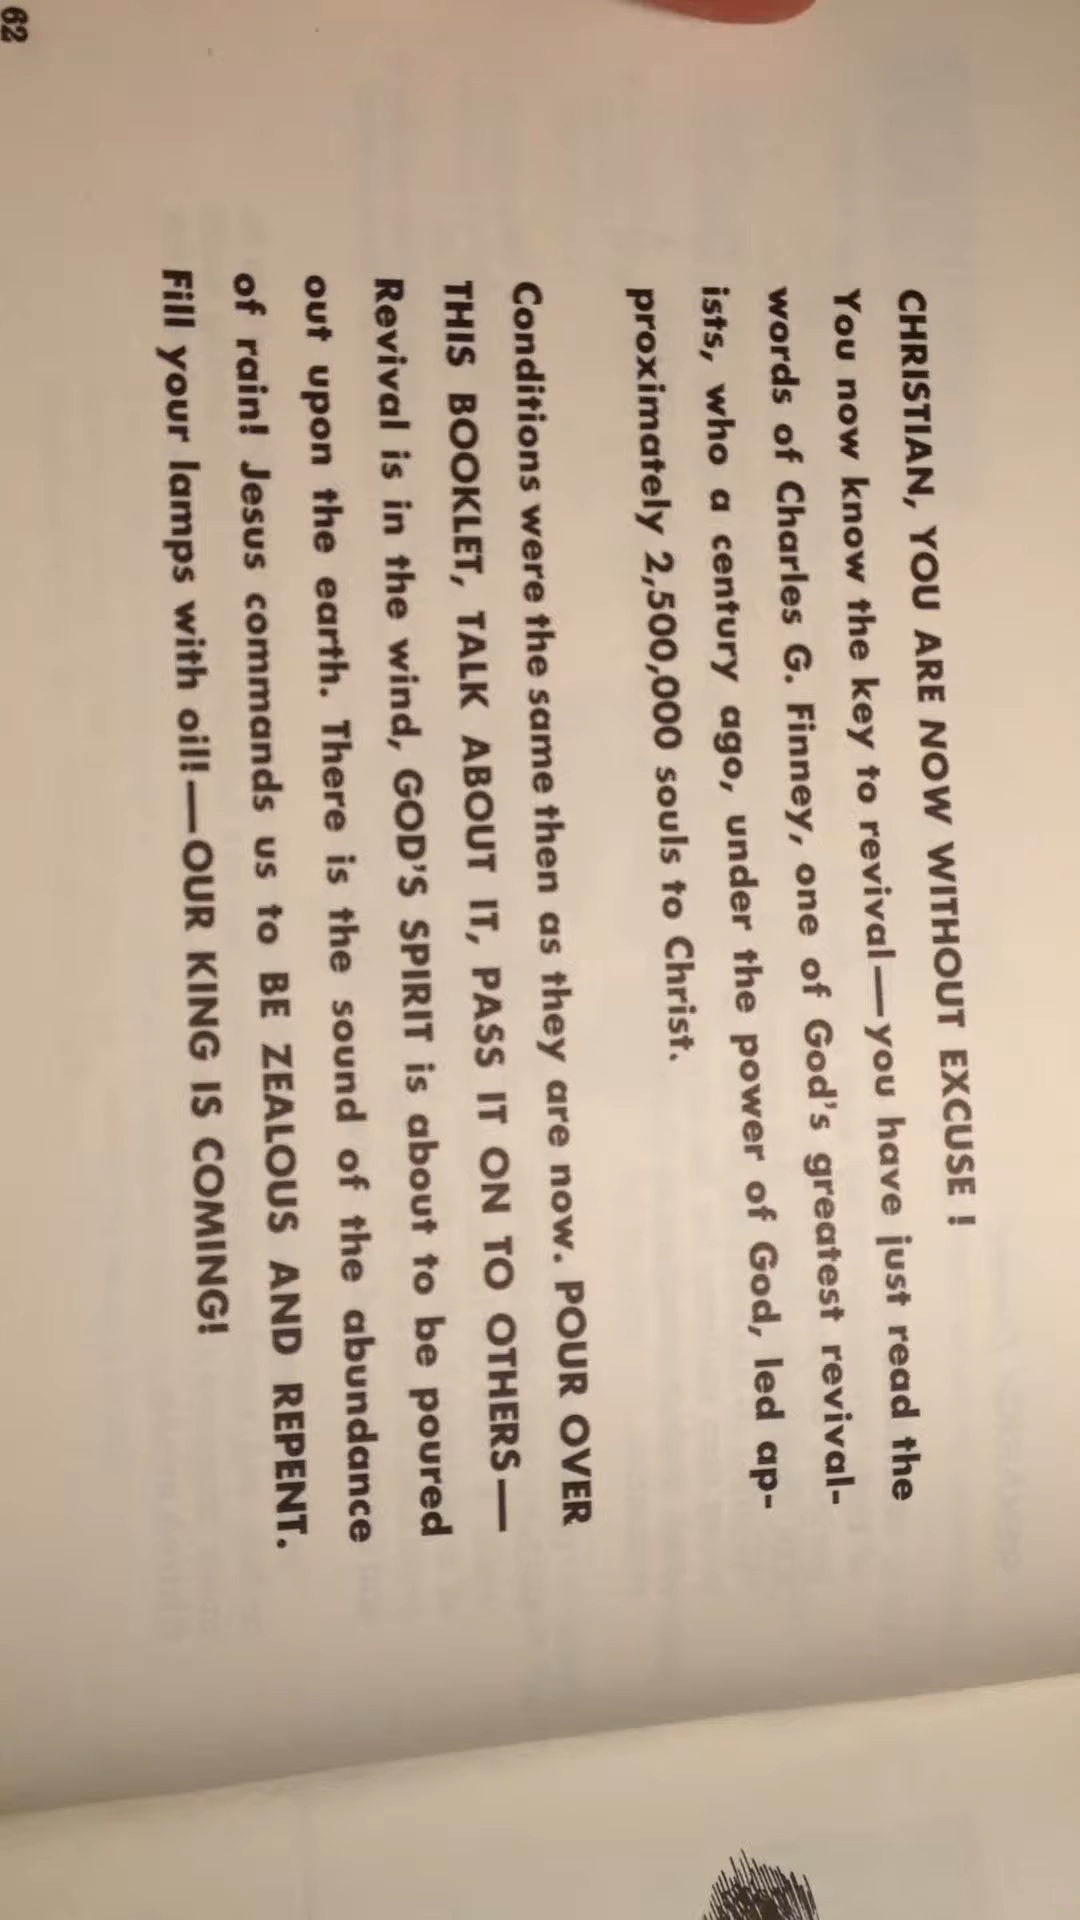 CHRISTIAN, YOU ARE NOW WITHOUT EXCUSE !
You now know the key to revival—you have just read the
words of Charles G. Finney, one of God's greatest revival-
ists, who a century ago, under the power of God, led ap-
proximately 2,500,000 souls to Christ.
Conditions were the same then as they are now. POUR OVER
THIS BOOKLET, TALK ABOUT IT, PASS IT ON TO OTHERS—
Revival is in the wind, GOD'S SPIRIT is about to be poured
out upon the earth. There is the sound of the abundance
of rain! Jesus commands us to BE ZEALOUS AND REPENT.
Fill your lamps with oil!—OUR KING IS COMING!
62